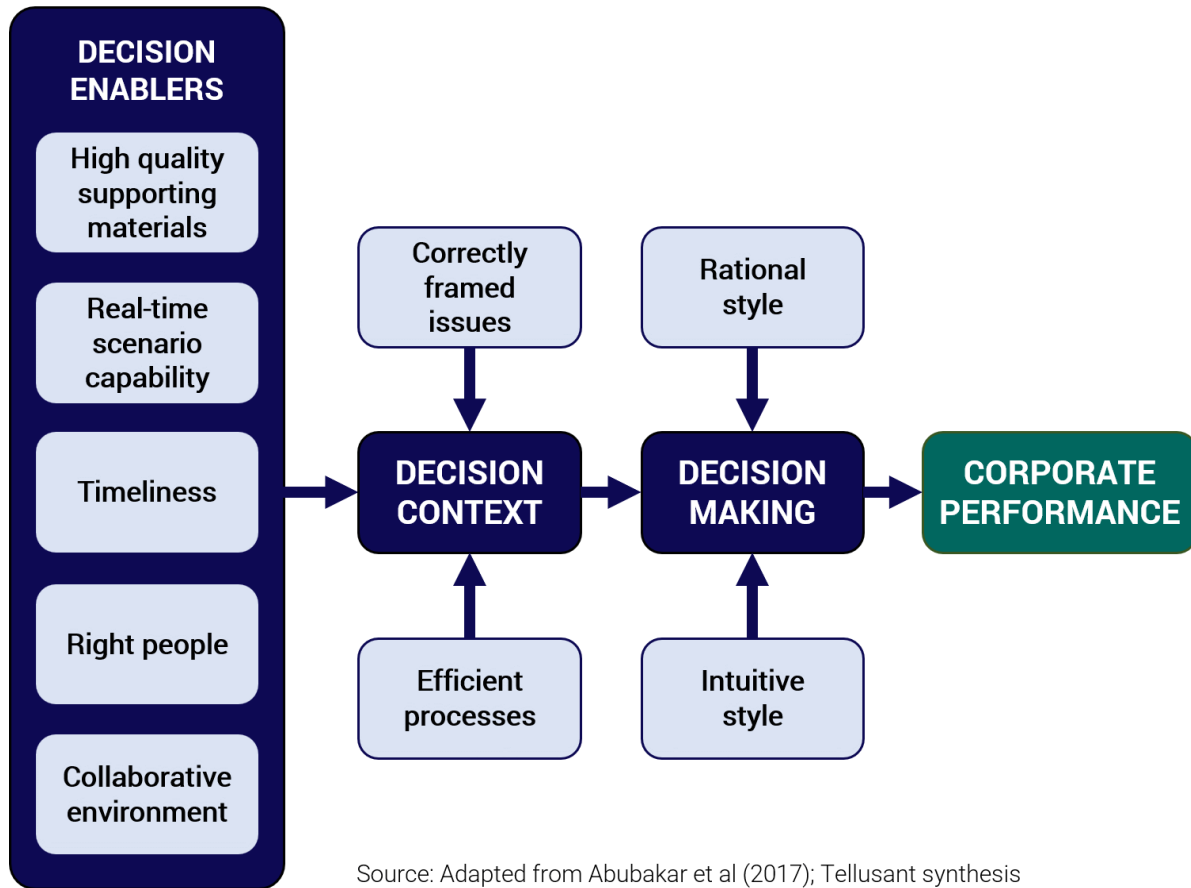 DECISION
ENABLERS
High quality
supporting
materials
Real-time
scenario
capability
Timeliness
Right people
Collaborative
environment
Correctly
framed
issues
DECISION
CONTEXT
Efficient
processes
Rational
style
DECISION
MAKING
Intuitive
style
CORPORATE
PERFORMANCE
Source: Adapted from Abubakar et al (2017); Tellusant synthesis